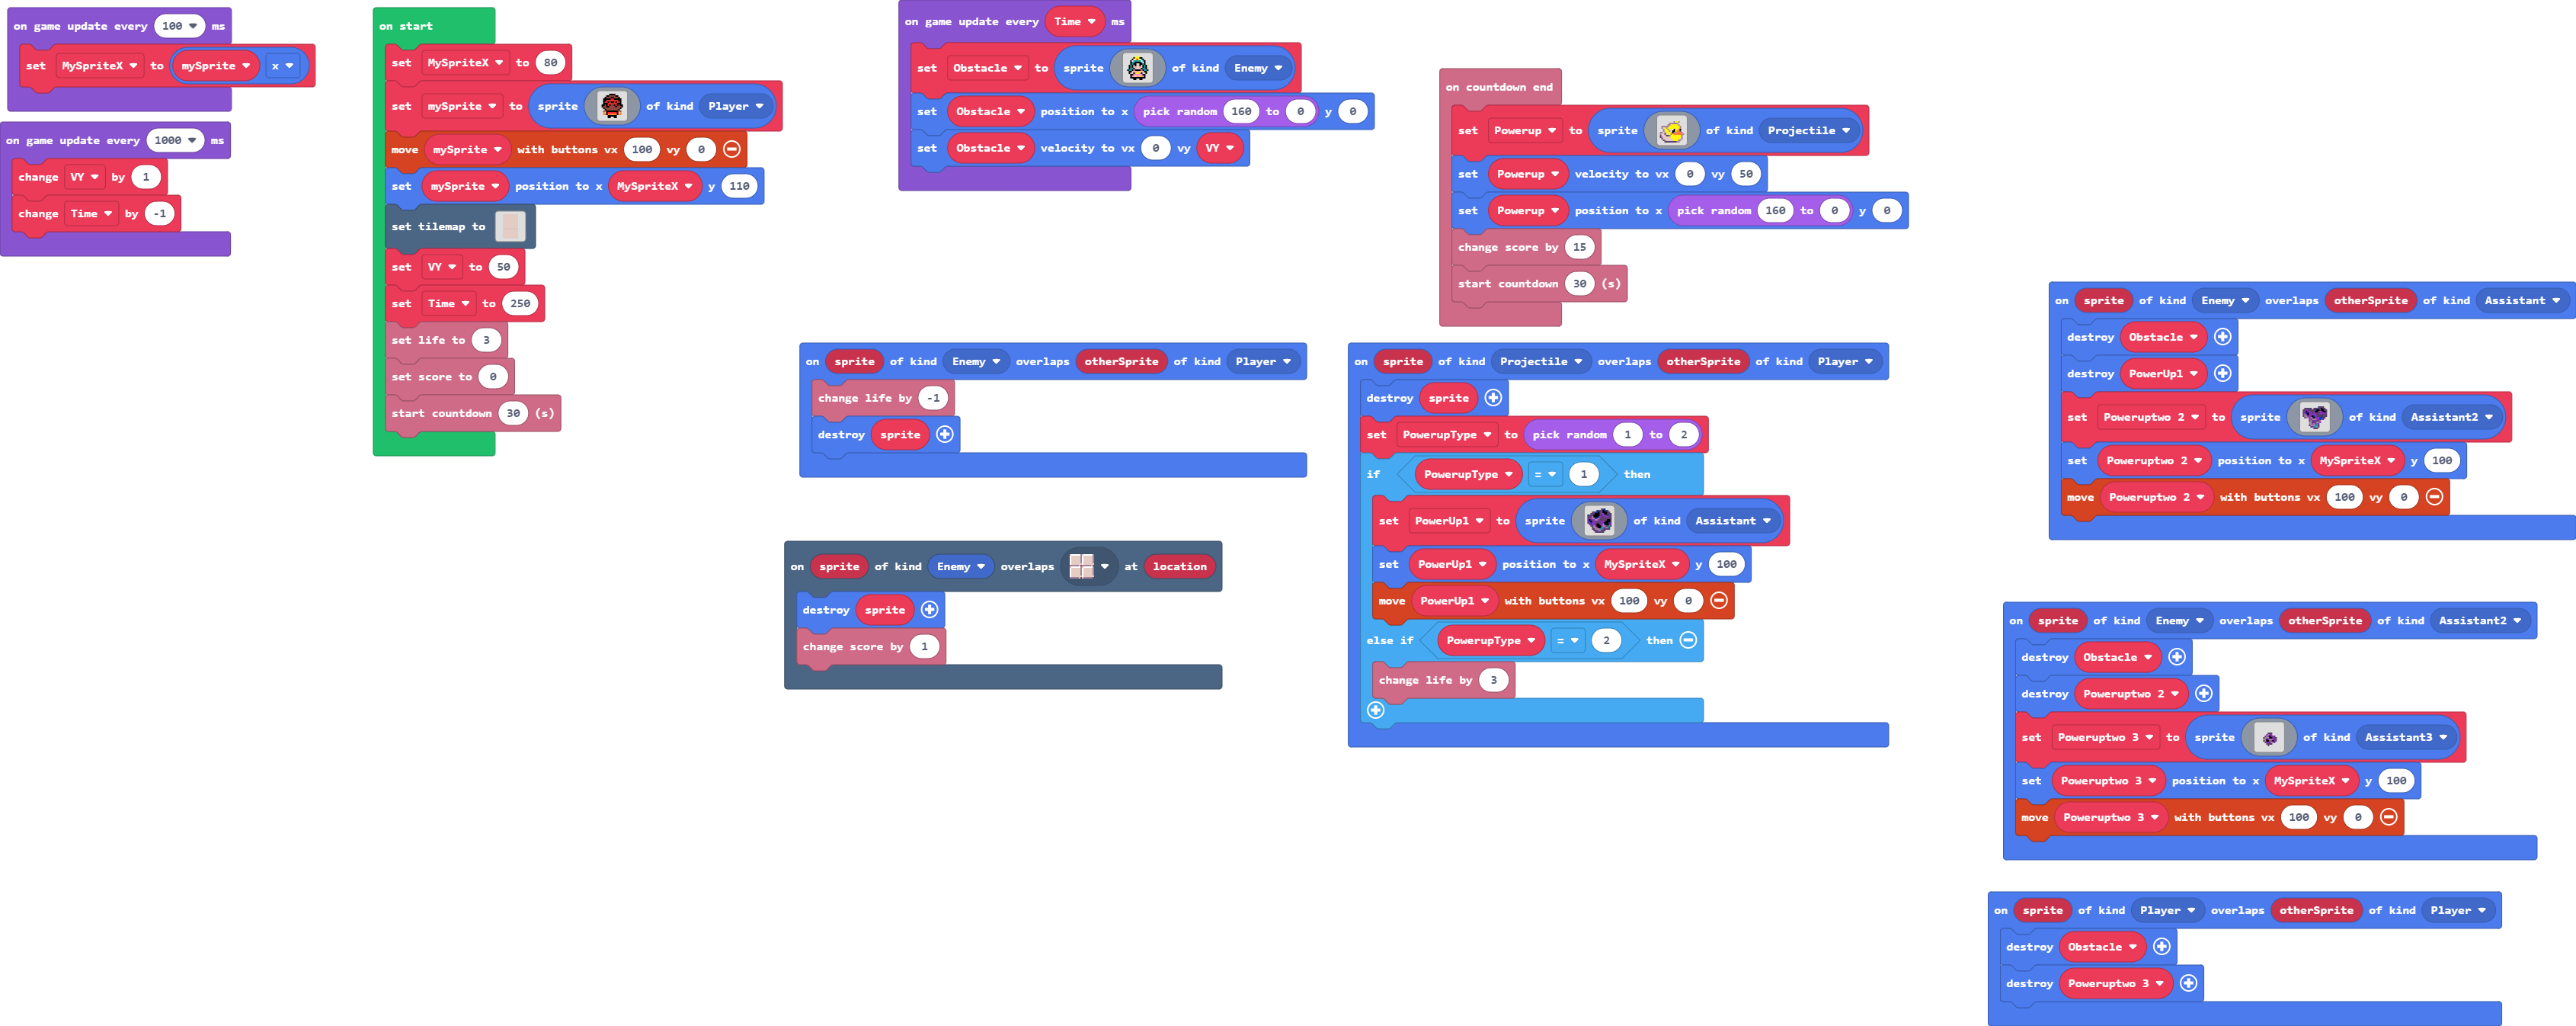 on game update every 100 ms
set MySpriteX to mySprite x
on game update every 1000 ms
change VY by 1
change Time by -1
on start
set MySpriteX to 80
set mySprite to sprite of kind Player
move mySprite with buttons vx 100 vy 0
set mySprite position to x MySpriteX y 110
set tilemap to
set VY to 50
set Time to 250
set life to 3
set score to 0
start countdown 30 (s)
on game update every Time ms
set Obstacle to sprite of kind Enemy
set Obstacle position to x pick random 160 to 0 y 0
set Obstacle velocity to vx 0 vy VY
on countdown end
set Powerup to sprite of kind Projectile
set Powerup velocity to vx 0 vy 50
set Powerup position to x pick random 160 to 0 y 0
change score by 15
start countdown 30 (s)
on sprite of kind Enemy overlaps otherSprite of kind Player
change life by -1
destroy sprite
on sprite of kind Enemy overlaps at location
destroy sprite
change score by 1
on sprite of kind Projectile overlaps otherSprite of kind Player
destroy sprite
set PowerupType to pick random 1 to 2
if PowerupType = 1 then
set PowerUp1 to sprite of kind Assistant
set PowerUp1 position to x MySpriteX y 100
move PowerUp1 with buttons vx 100 vy 0
else if PowerupType = 2 then
change life by 3
on sprite of kind Enemy overlaps otherSprite of kind Assistant
destroy Obstacle
destroy PowerUp1
set Poweruptwo 2 to sprite of kind Assistant2
set Poweruptwo 2 position to x MySpriteX y 100
move Poweruptwo 2 with buttons vx 100 vy 0
on sprite of kind Enemy overlaps otherSprite of kind Assistant2
destroy Obstacle
destroy Poweruptwo 2
set Poweruptwo 3 to sprite of kind Assistant3
set Poweruptwo 3 position to x MySpriteX y 100
move Poweruptwo 3 with buttons vx 100 vy 0
on sprite of kind Player overlaps otherSprite of kind Player
destroy Obstacle
destroy Poweruptwo 3